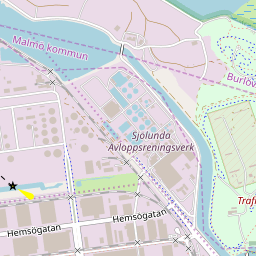 Malmö kommun
Burlöv
Sjölunda
Avloppsreningsverk
Trafi
Hemsögatan
Hemsögatan